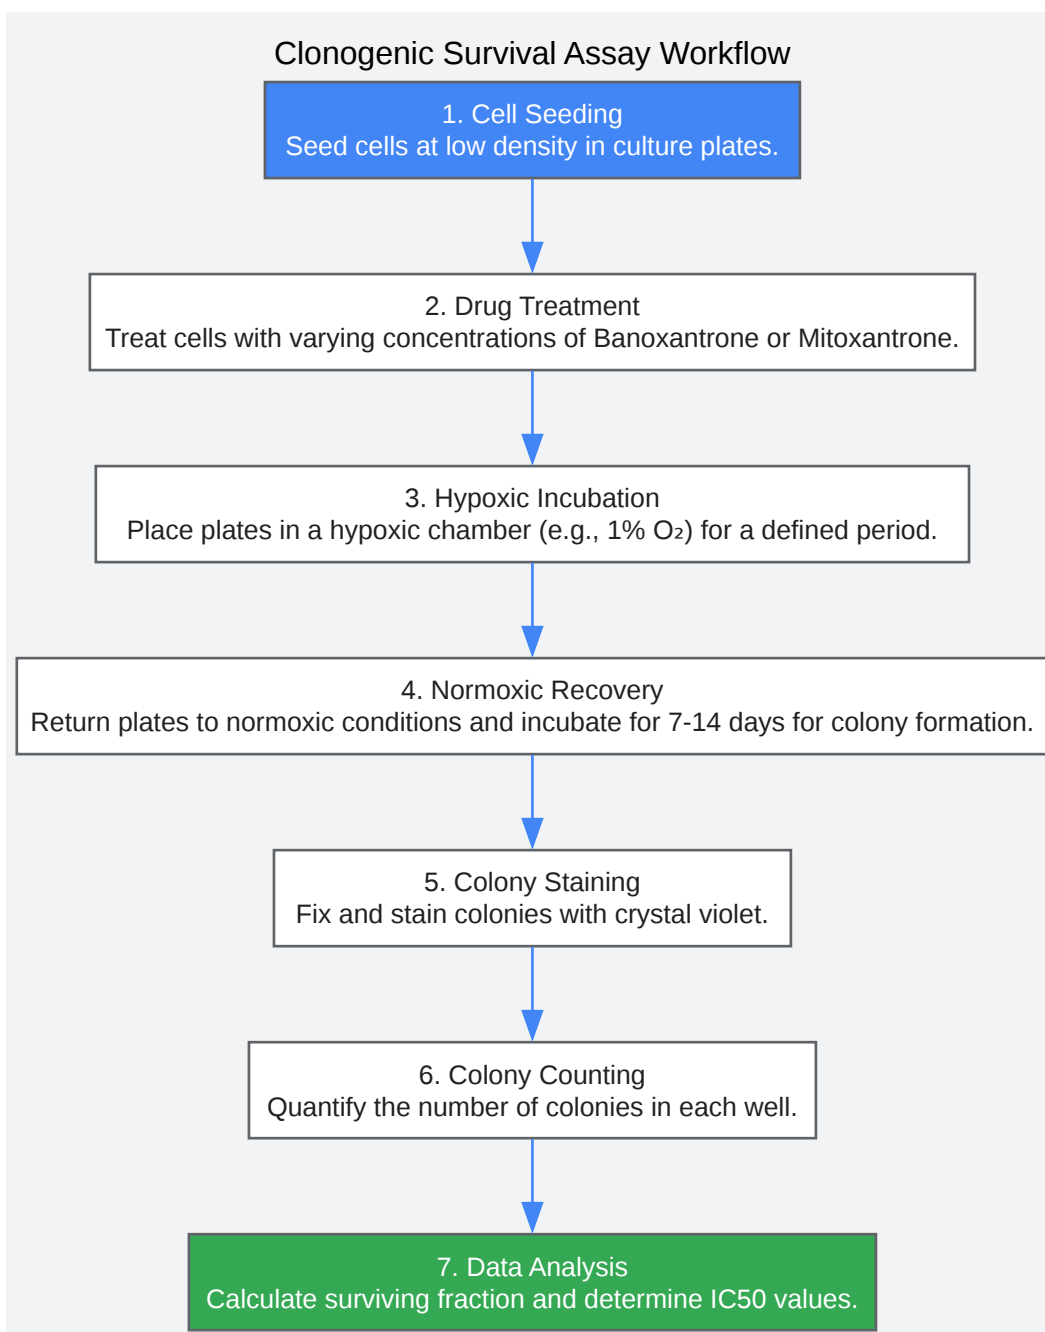 Clonogenic Survival Assay Workflow
1. Cell Seeding
Seed cells at low density in culture plates.
2. Drug Treatment
Treat cells with varying concentrations of Banoxantrone or Mitoxantrone.
3. Hypoxic Incubation
Place plates in a hypoxic chamber (e.g., 1% O₂) for a defined period.
4. Normoxic Recovery
Return plates to normoxic conditions and incubate for 7-14 days for colony formation.
5. Colony Staining
Fix and stain colonies with crystal violet.
6. Colony Counting
Quantify the number of colonies in each well.
7. Data Analysis
Calculate surviving fraction and determine IC50 values.